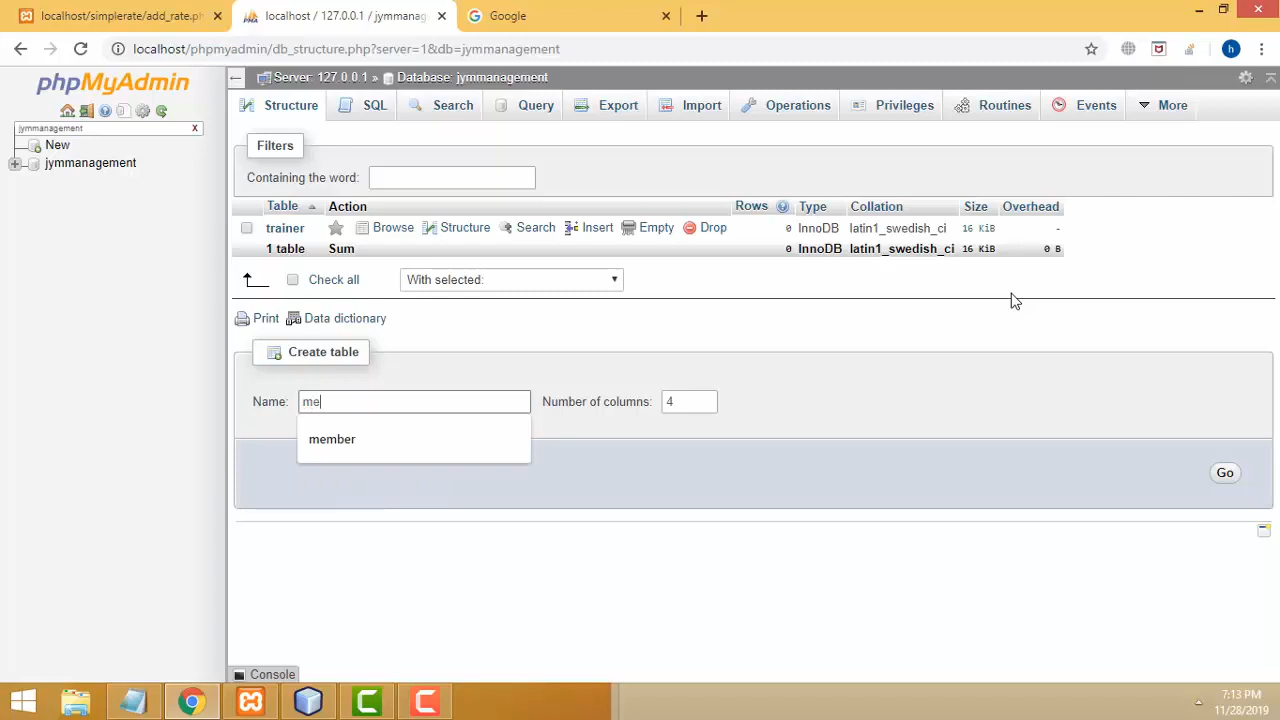 localhost/simplerate/add_rate.ph
localhost / 127.0.0.1 / jymmanag
Google
localhost/phpmyadmin/db_structure.php?server=1&db=jymmanagement
h
phpMyAdmin
jymmanagement X
New
jymmanagement
Server: 127.0.0.1 » Database: jymmanagement
Structure SQL Search Query Export Import Operations Privileges Routines Events More
Filters
Containing the word:
Table Action Rows Type Collation Size Overhead
trainer Browse Structure Search Insert Empty Drop 0 InnoDB latin1_swedish_ci 16 KiB -
1 table Sum 0 InnoDB latin1_swedish_ci 16 KiB 0 B
Check all With selected:
Print Data dictionary
Create table
Name: me Number of columns: 4
member
Go
Console
7:13 PM
11/28/2019